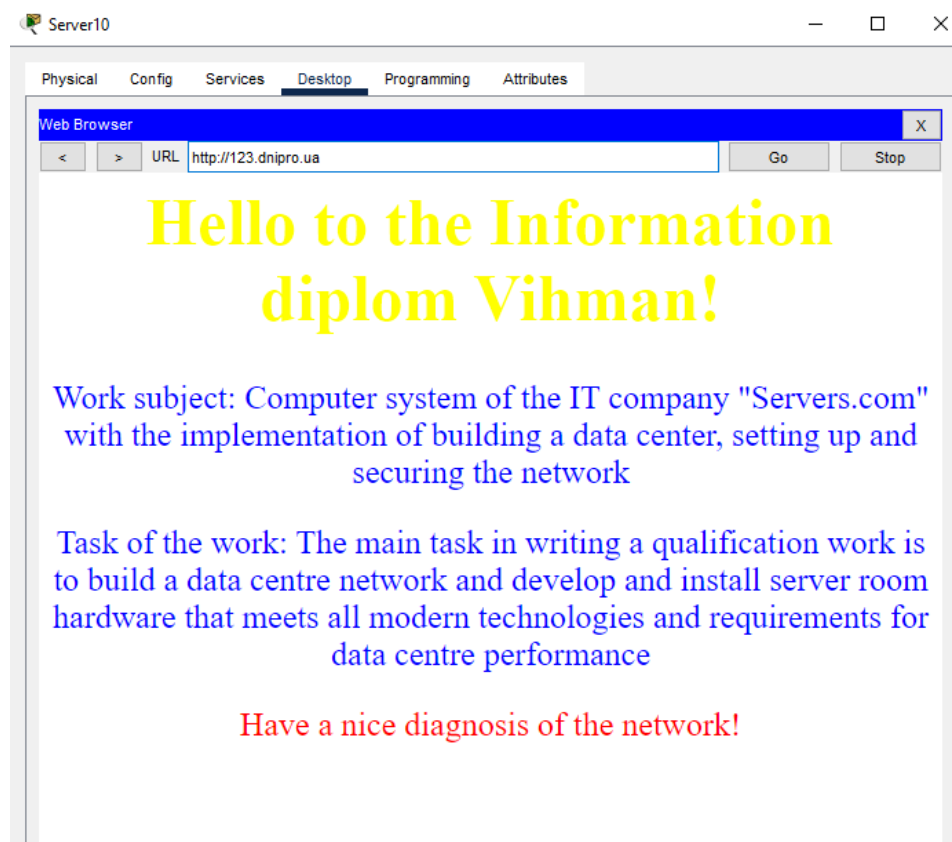 Server10
Physical Config Services Desktop Programming Attributes
Web Browser X
< > URL http://123.dnipro.ua Go Stop
Hello to the Information
diplom Vihman!
Work subject: Computer system of the IT company "Servers.com"
with the implementation of building a data center, setting up and
securing the network
Task of the work: The main task in writing a qualification work is
to build a data centre network and develop and install server room
hardware that meets all modern technologies and requirements for
data centre performance
Have a nice diagnosis of the network!